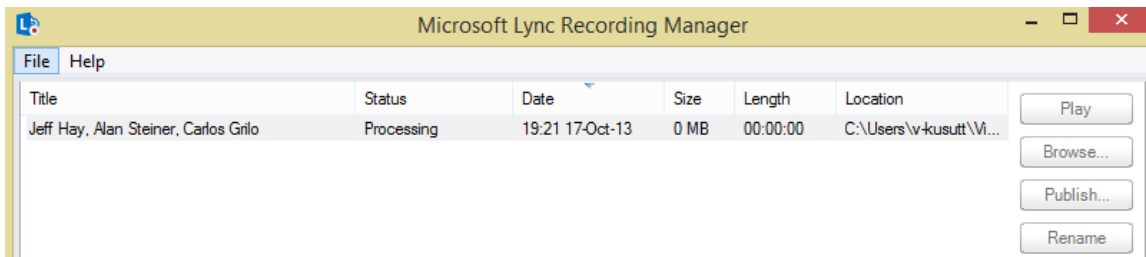 Microsoft Lync Recording Manager
File Help
Title Status Date Size Length Location
Jeff Hay, Alan Steiner, Carlos Grilo Processing 19:21 17-Oct-13 0 MB 00:00:00 C:\Users\v-kusutt\Vi...
Play
Browse...
Publish...
Rename